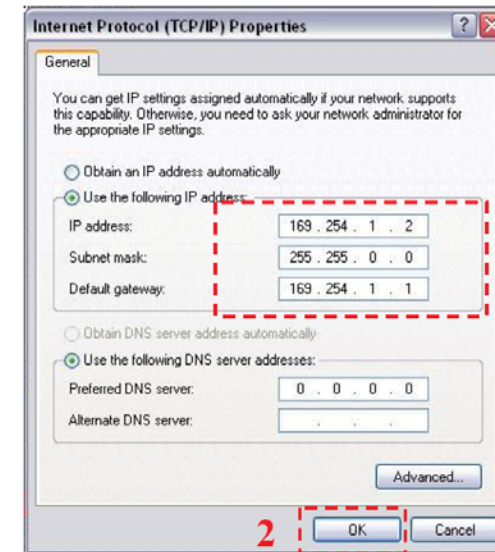 Internet Protocol (TCP/IP) Properties
General
You can get IP settings assigned automatically if your network supports
this capability. Otherwise, you need to ask your network administrator for
the appropriate IP settings.
Obtain an IP address automatically
Use the following IP address:
IP address: 169 . 254 . 1 . 2
Subnet mask: 255 . 255 . 0 . 0
Default gateway: 169 . 254 . 1 . 1
Obtain DNS server address automatically
Use the following DNS server addresses:
Preferred DNS server: 0 . 0 . 0 . 0
Alternate DNS server: . . .
Advanced...
2 OK Cancel